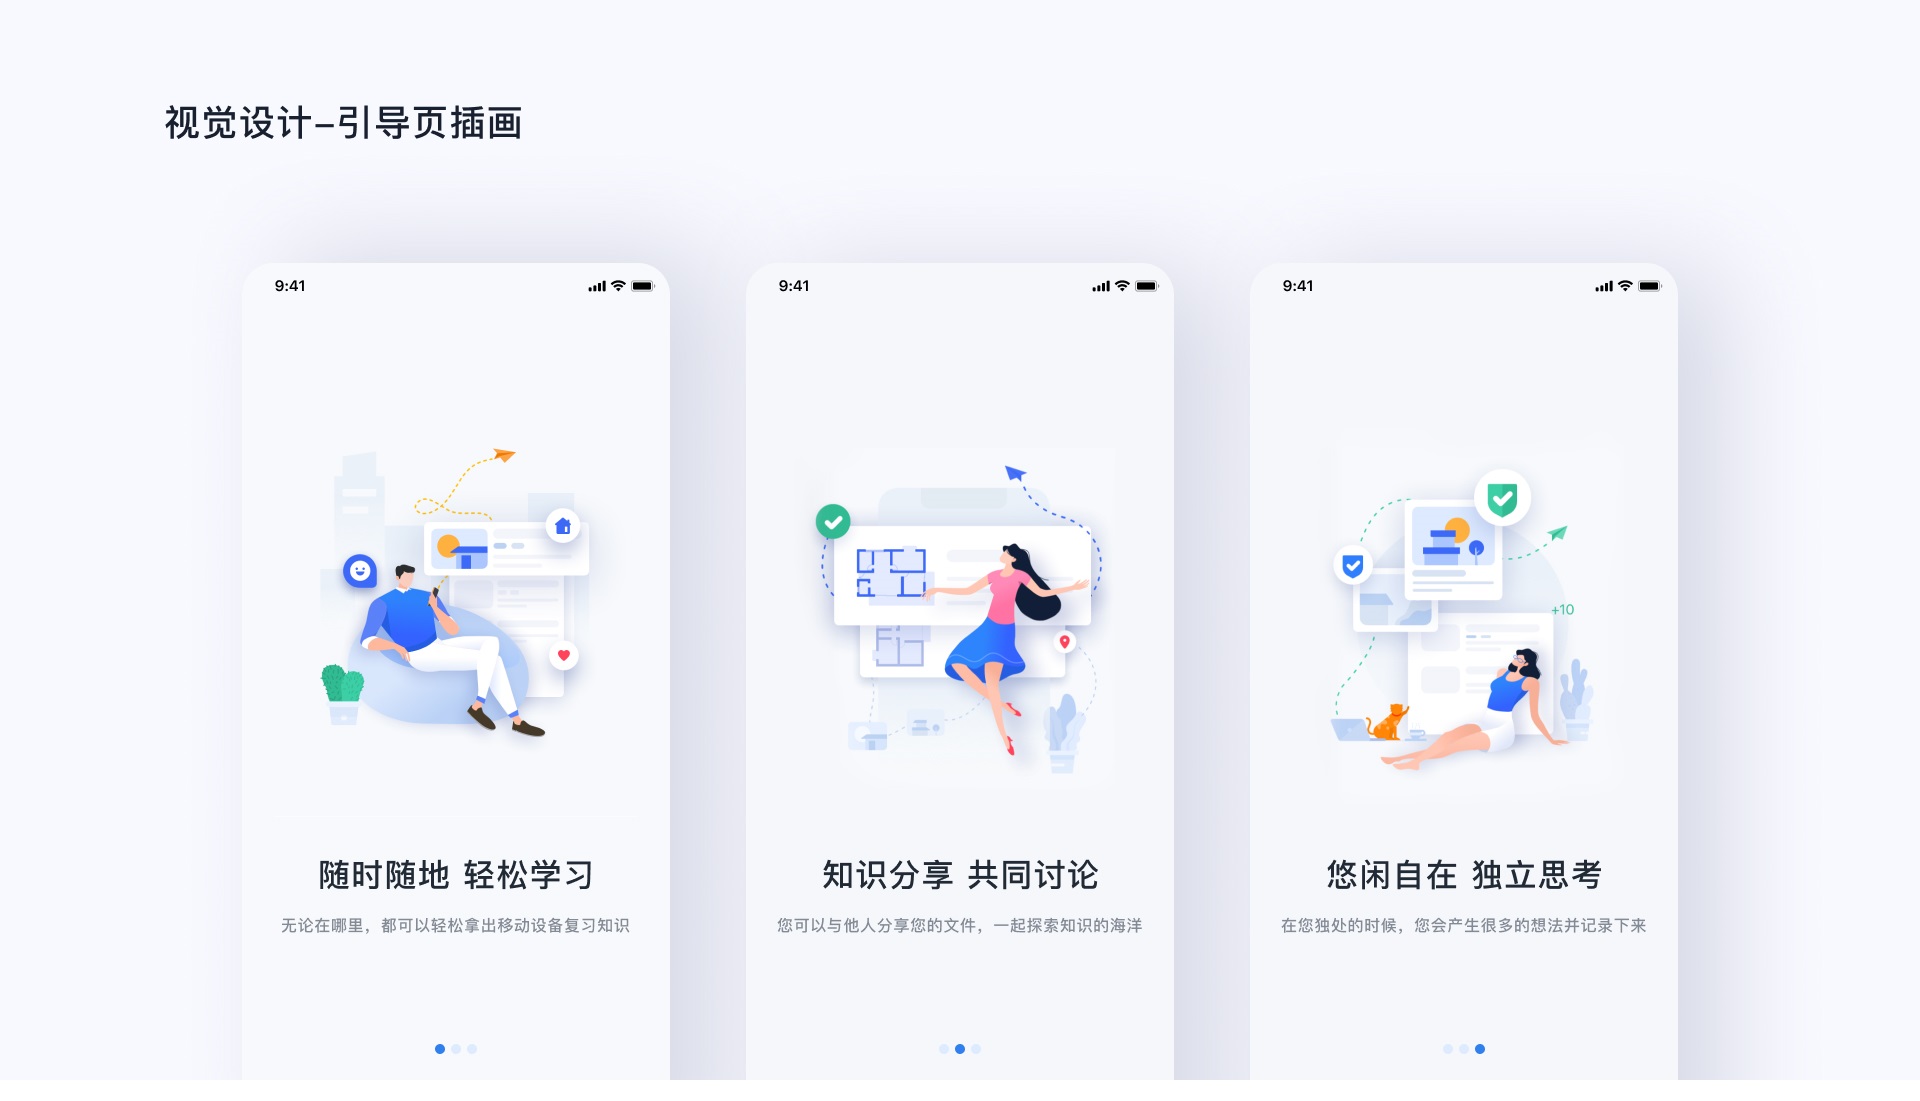 视觉设计–引导页插画
9:41
随时随地 轻松学习
无论在哪里，都可以轻松拿出移动设备复习知识
9:41
知识分享 共同讨论
您可以与他人分享您的文件，一起探索知识的海洋
9:41
+10
悠闲自在 独立思考
在您独处的时候，您会产生很多的想法并记录下来